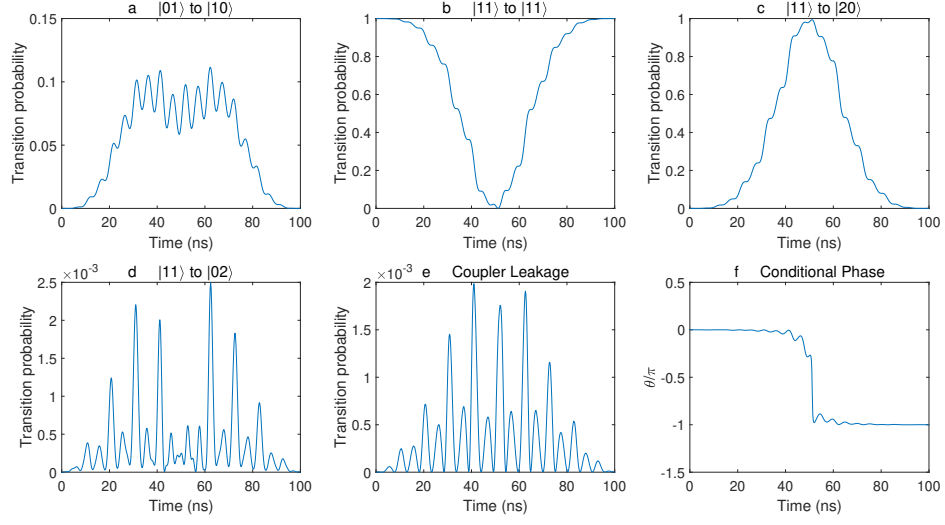 a |01⟩ to |10⟩
0.15
0.1
0.05
0
Transition probability
0 20 40 60 80 100
Time (ns)
b |11⟩ to |11⟩
1
0.8
0.6
0.4
0.2
0
Transition probability
0 20 40 60 80 100
Time (ns)
c |11⟩ to |20⟩
1
0.8
0.6
0.4
0.2
0
Transition probability
0 20 40 60 80 100
Time (ns)
d |11⟩ to |02⟩
×10⁻³
2.5
2
1.5
1
0.5
0
Transition probability
0 20 40 60 80 100
Time (ns)
e Coupler Leakage
×10⁻³
2
1.5
1
0.5
0
Transition probability
0 20 40 60 80 100
Time (ns)
f Conditional Phase
0.5
0
-0.5
-1
-1.5
θ/π
0 20 40 60 80 100
Time (ns)